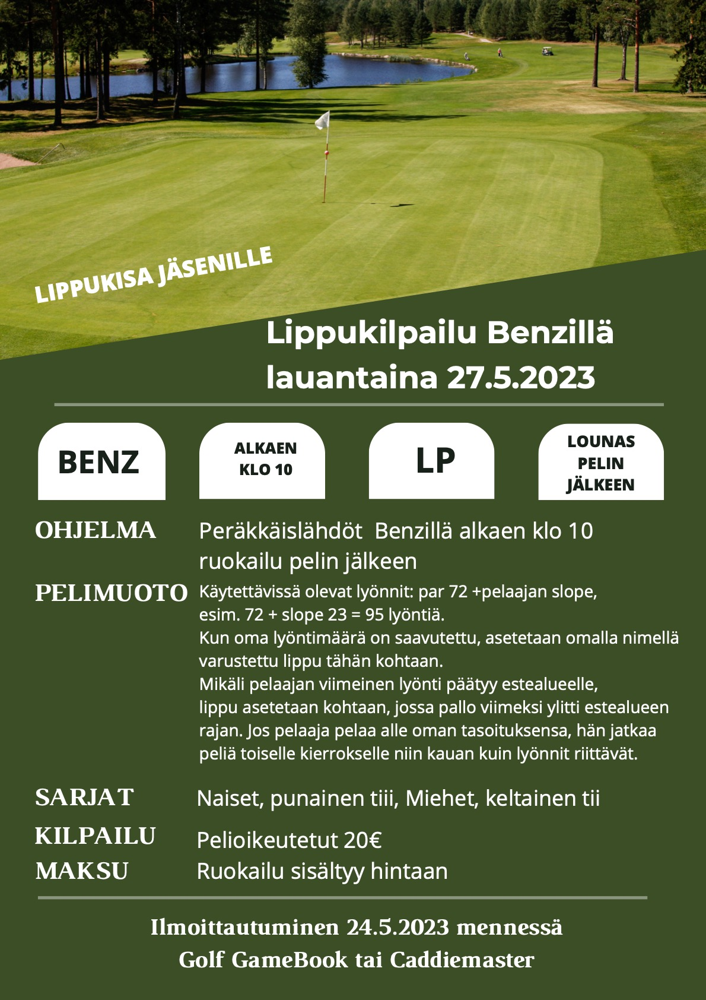 LIPPUKISA JÄSENILLE
Lippukilpailu Benzillä
lauantaina 27.5.2023
BENZ
ALKAEN
KLO 10
LP
LOUNAS
PELIN
JÄLKEEN
OHJELMA
Peräkkäislähdöt Benzillä alkaen klo 10
ruokailu pelin jälkeen
PELIMUOTO
Käytettävissä olevat lyönnit: par 72 +pelaajan slope,
esim. 72 + slope 23 = 95 lyöntiä.
Kun oma lyöntimäärä on saavutettu, asetetaan omalla nimellä
varustettu lippu tähän kohtaan.
Mikäli pelaajan viimeinen lyönti päätyy estealueelle,
lippu asetetaan kohtaan, jossa pallo viimeksi ylitti estealueen
rajan. Jos pelaaja pelaa alle oman tasoituksensa, hän jatkaa
peliä toiselle kierrokselle niin kauan kuin lyönnit riittävät.
SARJAT
Naiset, punainen tiii, Miehet, keltainen tii
KILPAILU
MAKSU
Pelioikeutetut 20€
Ruokailu sisältyy hintaan
Ilmoittautuminen 24.5.2023 mennessä
Golf GameBook tai Caddiemaster